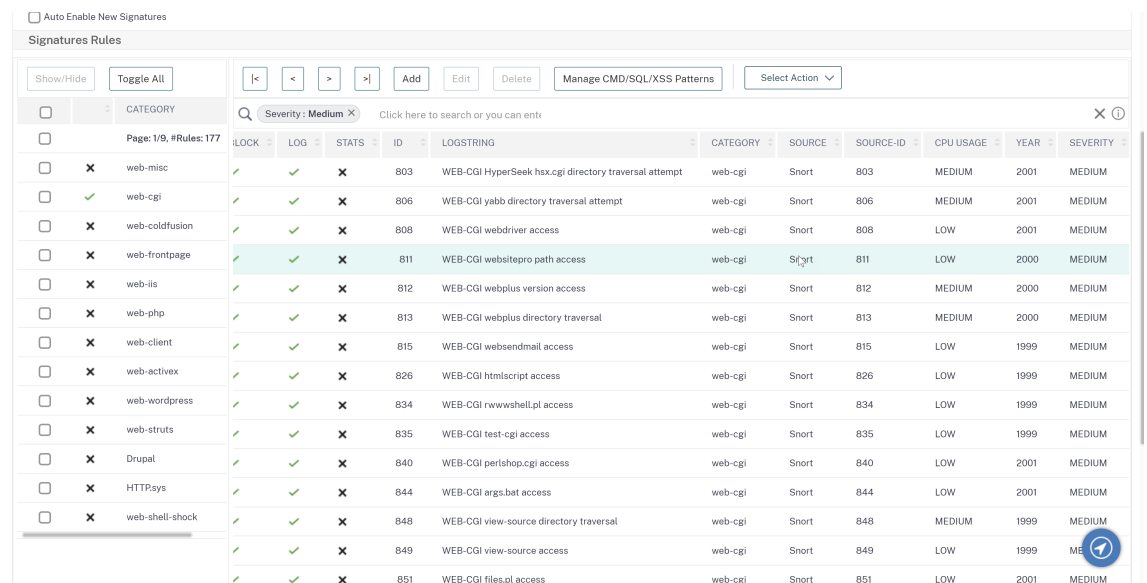 Auto Enable New Signatures
Signatures Rules
Show/Hide Toggle All |< < > >| Add Edit Delete Manage CMD/SQL/XSS Patterns Select Action
CATEGORY
Page: 1/9, #Rules: 177
web-misc
web-cgi
web-coldfusion
web-frontpage
web-iis
web-php
web-client
web-activex
web-wordpress
web-struts
Drupal
HTTP.sys
web-shell-shock
Severity : Medium Click here to search or you can ente
LOCK LOG STATS ID LOGSTRING CATEGORY SOURCE SOURCE-ID CPU USAGE YEAR SEVERITY
803 WEB-CGI HyperSeek hsx.cgi directory traversal attempt web-cgi Snort 803 MEDIUM 2001 MEDIUM
806 WEB-CGI yabb directory traversal attempt web-cgi Snort 806 MEDIUM 2001 MEDIUM
808 WEB-CGI webdriver access web-cgi Snort 808 LOW 2001 MEDIUM
811 WEB-CGI websitepro path access web-cgi Snort 811 LOW 2000 MEDIUM
812 WEB-CGI webplus version access web-cgi Snort 812 MEDIUM 2000 MEDIUM
813 WEB-CGI webplus directory traversal web-cgi Snort 813 MEDIUM 2000 MEDIUM
815 WEB-CGI websendmail access web-cgi Snort 815 LOW 1999 MEDIUM
826 WEB-CGI htmlscript access web-cgi Snort 826 LOW 1999 MEDIUM
834 WEB-CGI rwwwshell.pl access web-cgi Snort 834 LOW 1999 MEDIUM
835 WEB-CGI test-cgi access web-cgi Snort 835 LOW 1999 MEDIUM
840 WEB-CGI perlshop.cgi access web-cgi Snort 840 LOW 2001 MEDIUM
844 WEB-CGI args.bat access web-cgi Snort 844 LOW 2001 MEDIUM
848 WEB-CGI view-source directory traversal web-cgi Snort 848 MEDIUM 1999 MEDIUM
849 WEB-CGI view-source access web-cgi Snort 849 LOW 1999
851 WEB-CGI files.pl access web-cgi Snort 851 LOW 2001 MEDIUM